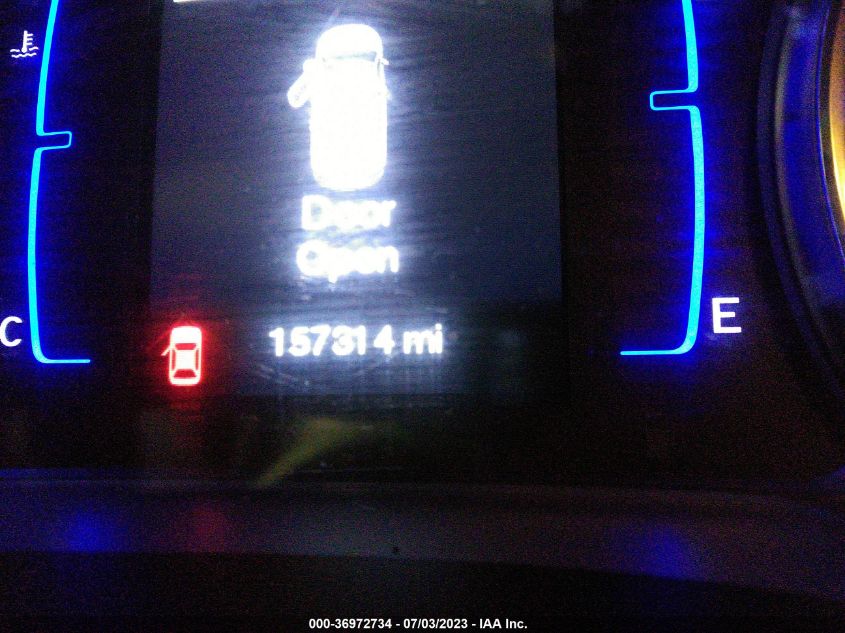 Door
Open
157314 mi
C
E
000-36972734 - 07/03/2023 - IAA Inc.